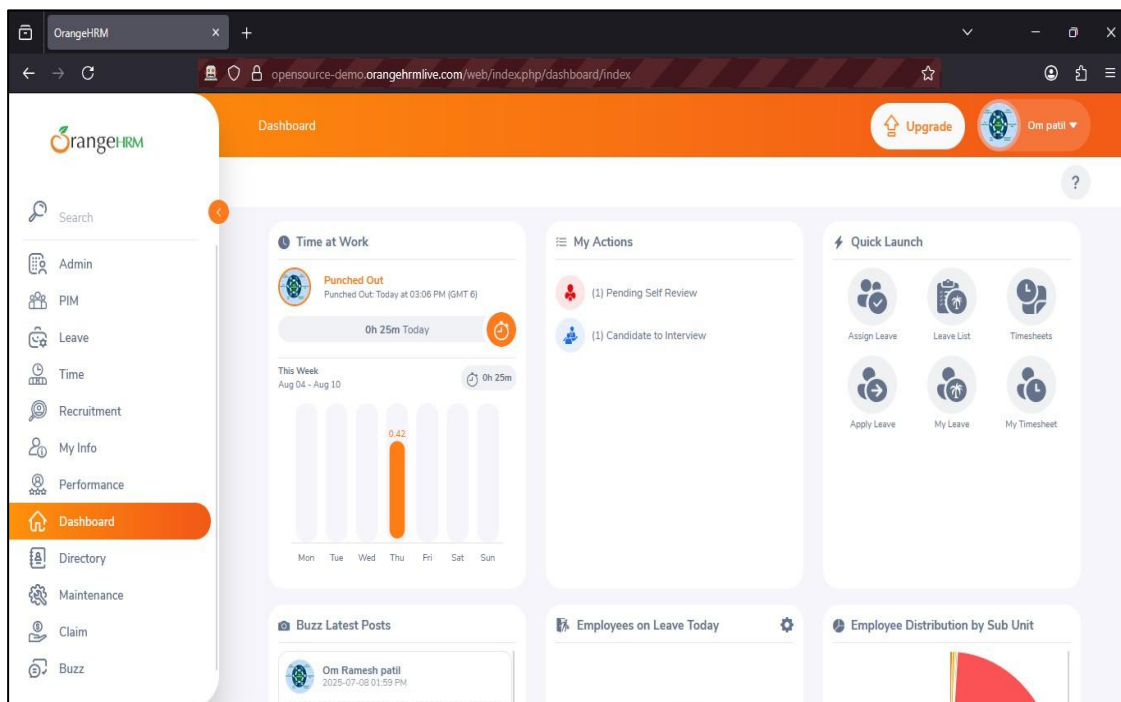 OrangeHRM
opensource-demo.orangehrmlive.com/web/index.php/dashboard/index
OrangeHRM
Dashboard
Upgrade
Om patil
?
Search
Admin
PIM
Leave
Time
Recruitment
My Info
Performance
Dashboard
Directory
Maintenance
Claim
Buzz
Time at Work
Punched Out
Punched Out: Today at 03:06 PM (GMT 6)
0h 25m Today
This Week
Aug 04 - Aug 10
0h 25m
0.42
Mon Tue Wed Thu Fri Sat Sun
My Actions
(1) Pending Self Review
(1) Candidate to Interview
Quick Launch
Assign Leave Leave List Timesheets
Apply Leave My Leave My Timesheet
Buzz Latest Posts
Om Ramesh patil
2025-07-08 01:59 PM
Employees on Leave Today
Employee Distribution by Sub Unit